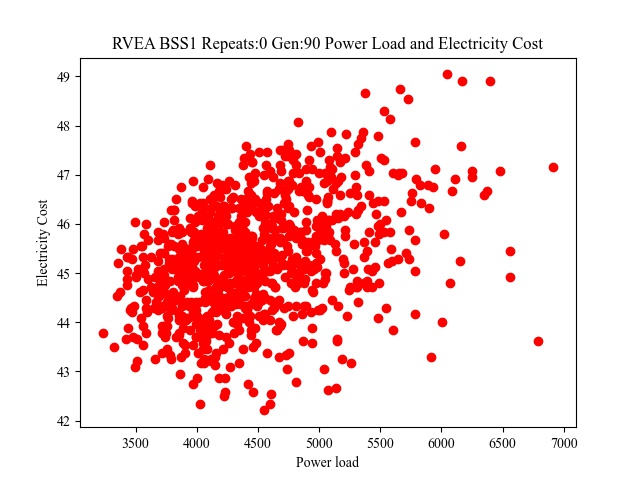 RVEA BSS1 Repeats:0 Gen:90 Power Load and Electricity Cost
49
48
47
46
45
44
43
42
Electricity Cost
3500 4000 4500 5000 5500 6000 6500 7000
Power load